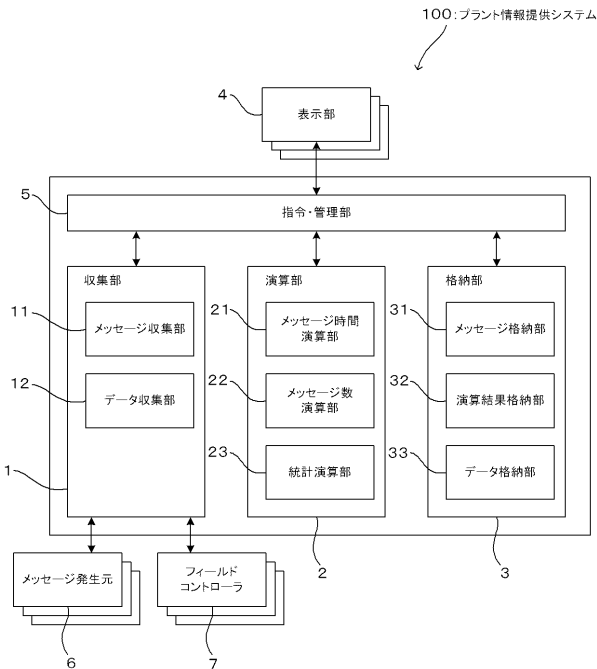 100:プラント情報提供システム
4
表示部
5
指令・管理部
収集部
演算部
格納部
11
メッセージ収集部
21
メッセージ時間
演算部
31
メッセージ格納部
12
データ収集部
22
メッセージ数
演算部
32
演算結果格納部
23
統計演算部
33
データ格納部
1
メッセージ発生元
フィールド
コントローラ
2
3
6
7